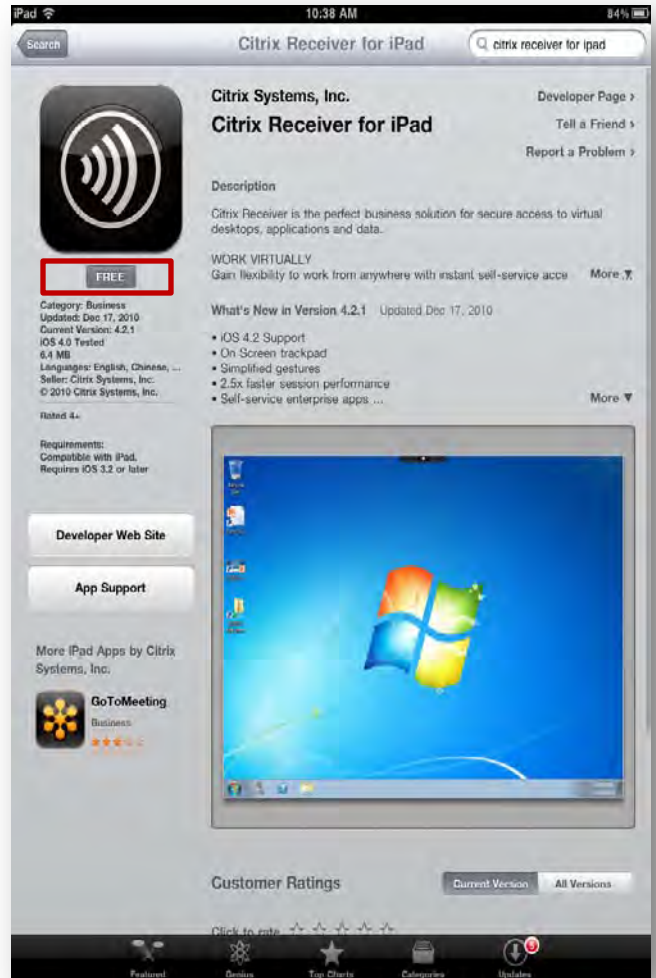 iPad 10:38 AM 84%
Search Citrix Receiver for iPad citrix receiver for ipad
Citrix Systems, Inc.
Citrix Receiver for iPad
Developer Page ›
Tell a Friend ›
Report a Problem ›
FREE
Category: Business
Updated: Dec 17, 2010
Current Version: 4.2.1
iOS 4.0 Tested
6.4 MB
Languages: English, Chinese, ...
Seller: Citrix Systems, Inc.
© 2010 Citrix Systems, Inc.
Rated 4+
Requirements:
Compatible with iPad.
Requires iOS 3.2 or later
Developer Web Site
App Support
More iPad Apps by Citrix
Systems, Inc.
GoToMeeting
Business
Description
Citrix Receiver is the perfect business solution for secure access to virtual
desktops, applications and data.
WORK VIRTUALLY
Gain flexibility to work from anywhere with instant self-service acce More ▼
What's New in Version 4.2.1 Updated Dec 17, 2010
• iOS 4.2 Support
• On Screen trackpad
• Simplified gestures
• 2.5x faster session performance
• Self-service enterprise apps ... More ▼
Customer Ratings Current Version All Versions
Click to rate
Featured Genius Top Charts Categories Updates